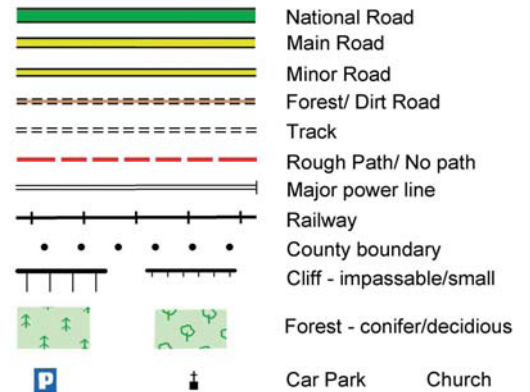 National Road
Main Road
Minor Road
Forest/ Dirt Road
Track
Rough Path/ No path
Major power line
Railway
County boundary
Cliff - impassable/small
Forest - conifer/decidious
P Car Park Church